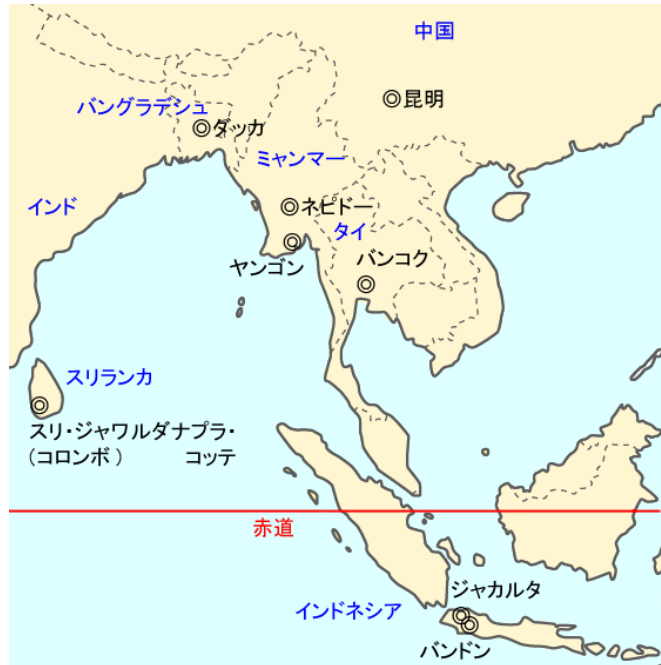 中国
昆明
バングラデシュ
ダッカ
ミャンマー
インド
ネピドー
タイ
ヤンゴン
バンコク
スリランカ
スリ・ジャワルダナプラ・
(コロンボ) コッテ
赤道
ジャカルタ
インドネシア
バンドン